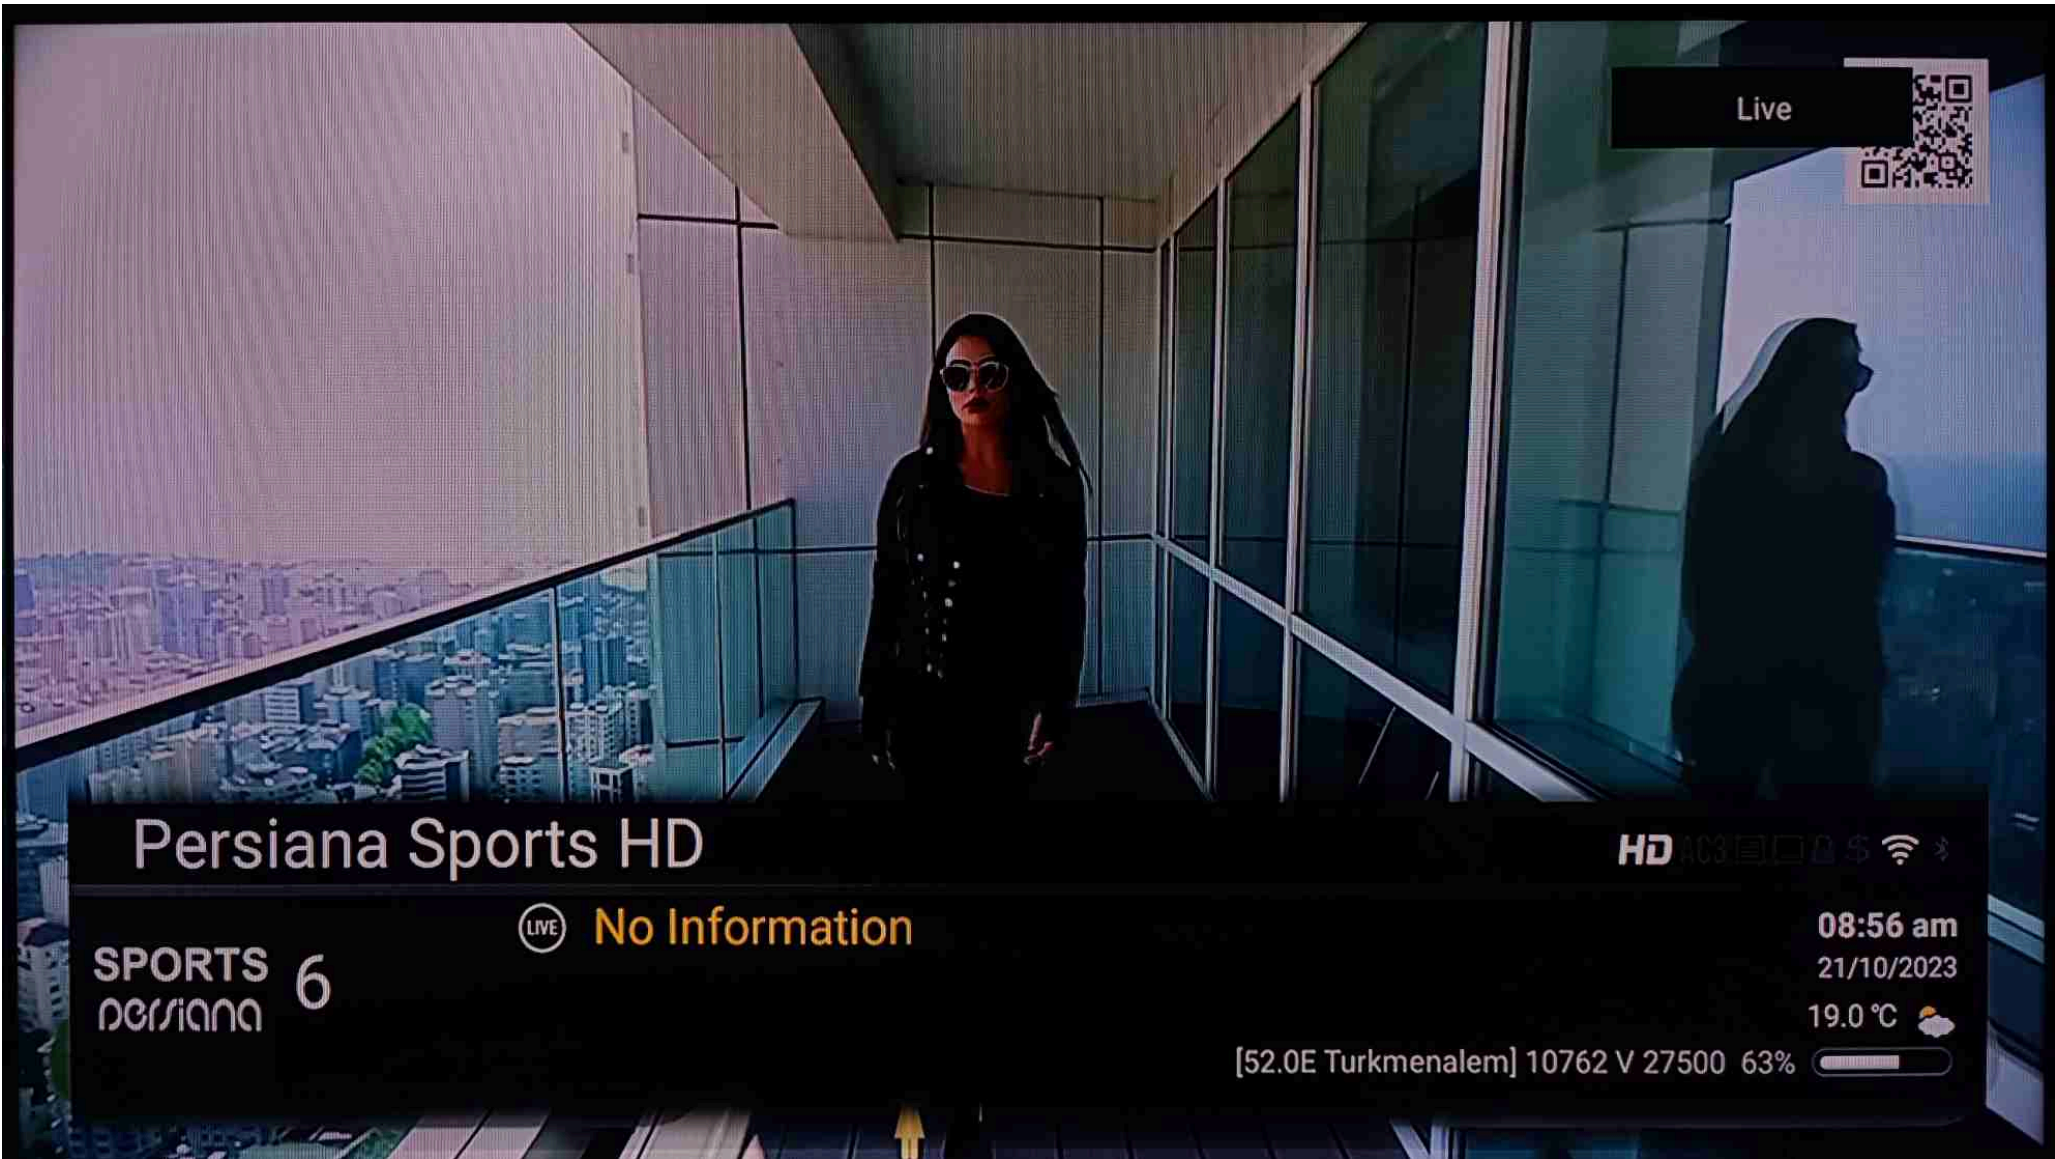 Live
Persiana Sports HD
HD AC3 $
LIVE No Information
08:56 am
SPORTS
persiana
6
21/10/2023
19.0 °C
[52.0E Turkmenalem] 10762 V 27500 63%